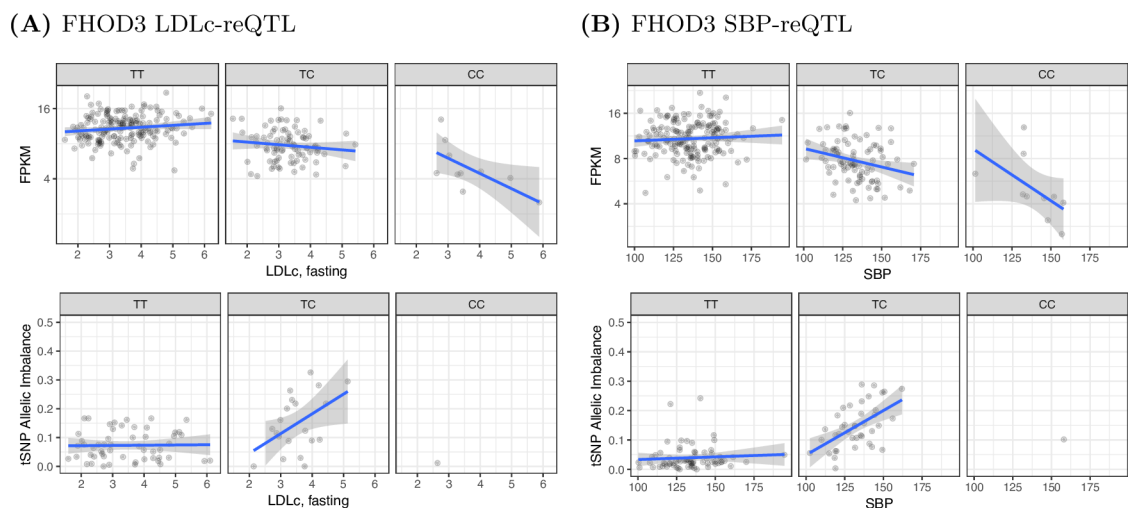 (A) FHOD3 LDLc-reQTL
TT TC CC
FPKM
16
4
2 3 4 5 6 2 3 4 5 6 2 3 4 5 6
LDLc, fasting
TT TC CC
tSNP Allelic Imbalance
0.5
0.4
0.3
0.2
0.1
0.0
2 3 4 5 6 2 3 4 5 6 2 3 4 5 6
LDLc, fasting
(B) FHOD3 SBP-reQTL
TT TC CC
FPKM
16
8
4
100 125 150 175 100 125 150 175 100 125 150 175
SBP
TT TC CC
tSNP Allelic Imbalance
0.5
0.4
0.3
0.2
0.1
0.0
100 125 150 175 100 125 150 175 100 125 150 175
SBP